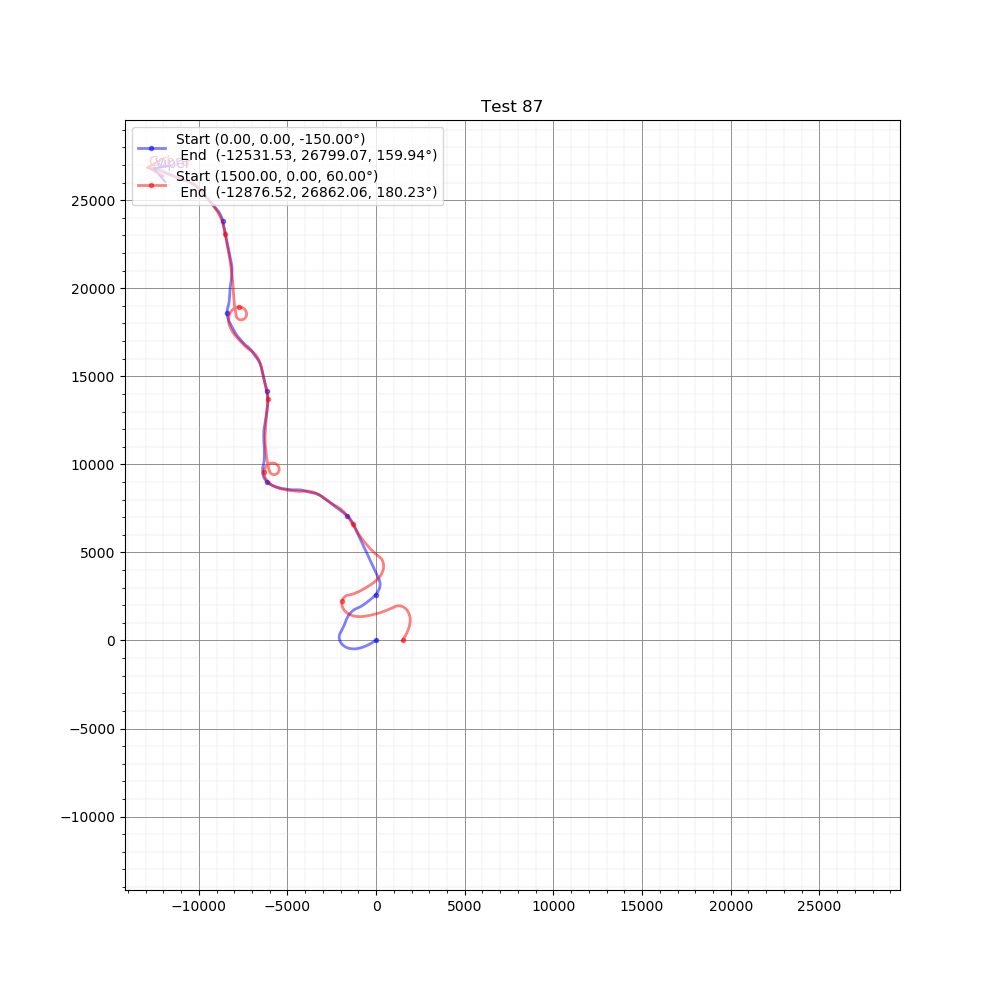 Test 87
Start (0.00, 0.00, -150.00°)
End (-12531.53, 26799.07, 159.94°)
Start (1500.00, 0.00, 60.00°)
End (-12876.52, 26862.06, 180.23°)
25000
20000
15000
10000
5000
0
−5000
−10000
−10000 −5000 0 5000 10000 15000 20000 25000